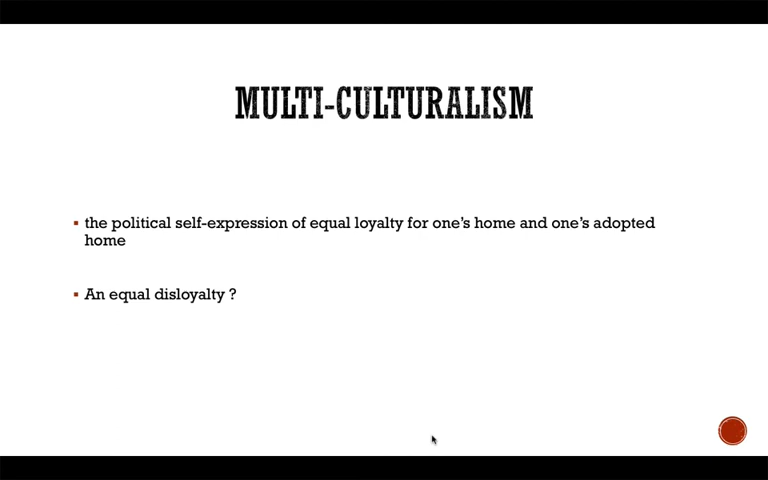 MULTI-CULTURALISM
▪ the political self-expression of equal loyalty for one’s home and one’s adopted
home
▪ An equal disloyalty ?